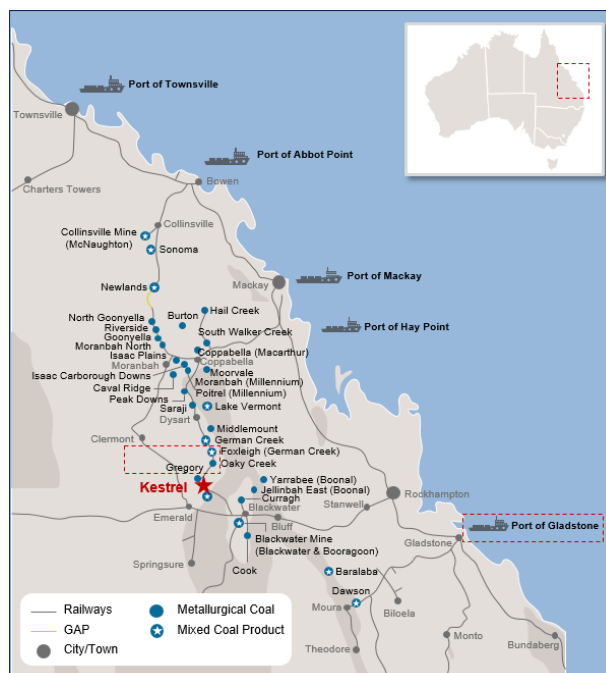 Port of Townsville
Townsville
Port of Abbot Point
Charters Towers
Bowen
Collinsville
Collinsville Mine
(McNaughton)
Sonoma
Mackay
Port of Mackay
Newlands
Hail Creek
Burton
North Goonyella
Port of Hay Point
Riverside
South Walker Creek
Goonyella
Moranbah North
Coppabella (Macarthur)
Isaac Plains
Coppabella
Moranbah
Moorvale
Isaac Carborough Downs
Moranbah (Millennium)
Caval Ridge
Poitrel (Millennium)
Peak Downs
Saraji
Lake Vermont
Dysart
Middlemount
Clermont
German Creek
Foxleigh (German Creek)
Oaky Creek
Gregory
Kestrel
Yarrabee (Boonal)
Jellinbah East (Boonal)
Rockhampton
Curragh
Stanwell
Blackwater
Emerald
Bluff
Port of Gladstone
Blackwater Mine
(Blackwater & Booragoon)
Gladstone
Springsure
Cook
Baralaba
Dawson
Moura
Biloela
Theodore
Monto
Bundaberg
Railways
Metallurgical Coal
GAP
Mixed Coal Product
City/Town